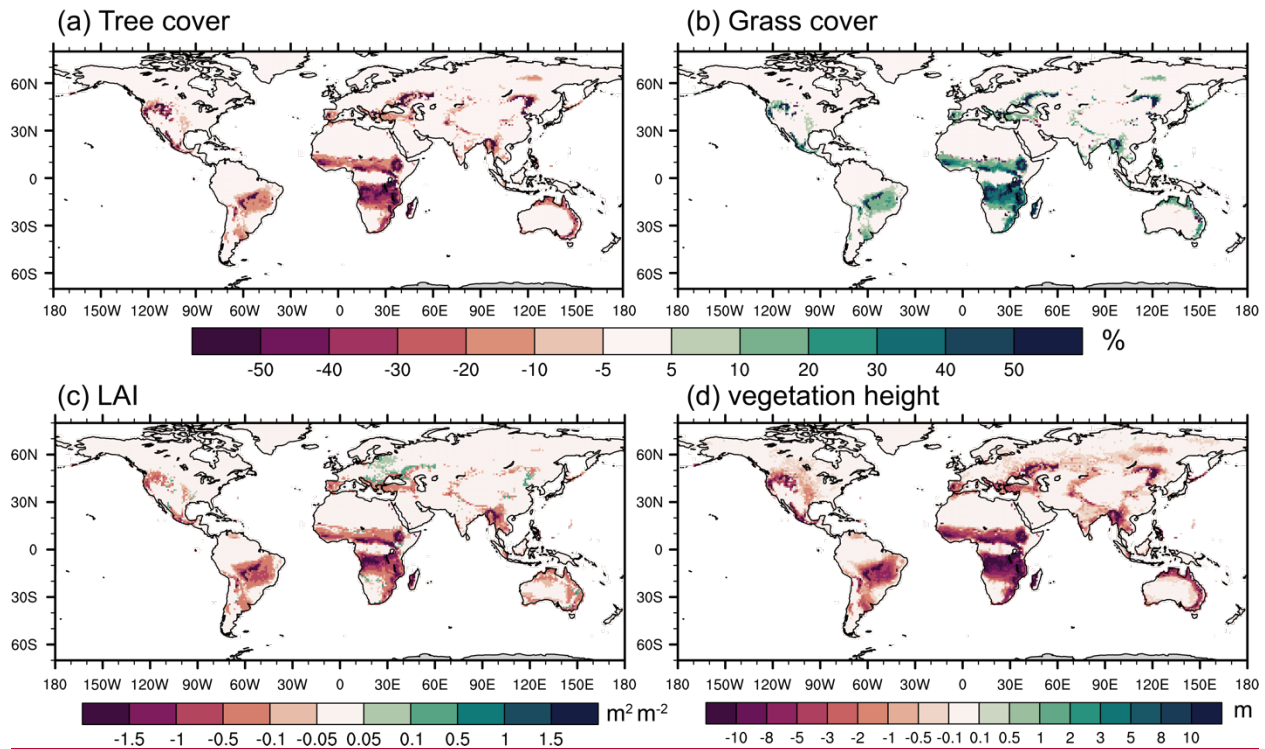 (a) Tree cover
(b) Grass cover
60N
30N
0
30S
60S
60N
30N
0
30S
60S
180 150W 120W 90W 60W 30W 0 30E 60E 90E 120E 150E 180
180 150W 120W 90W 60W 30W 0 30E 60E 90E 120E 150E 180
%
-50 -40 -30 -20 -10 -5 5 10 20 30 40 50
(c) LAI
(d) vegetation height
60N
30N
0
30S
60S
60N
30N
0
30S
60S
180 150W 120W 90W 60W 30W 0 30E 60E 90E 120E 150E 180
180 150W 120W 90W 60W 30W 0 30E 60E 90E 120E 150E 180
m² m⁻²
-1.5 -1 -0.5 -0.1 -0.05 0.05 0.1 0.5 1 1.5
m
-10 -8 -5 -3 -2 -1 -0.5 -0.1 0.1 0.5 1 2 3 5 8 10